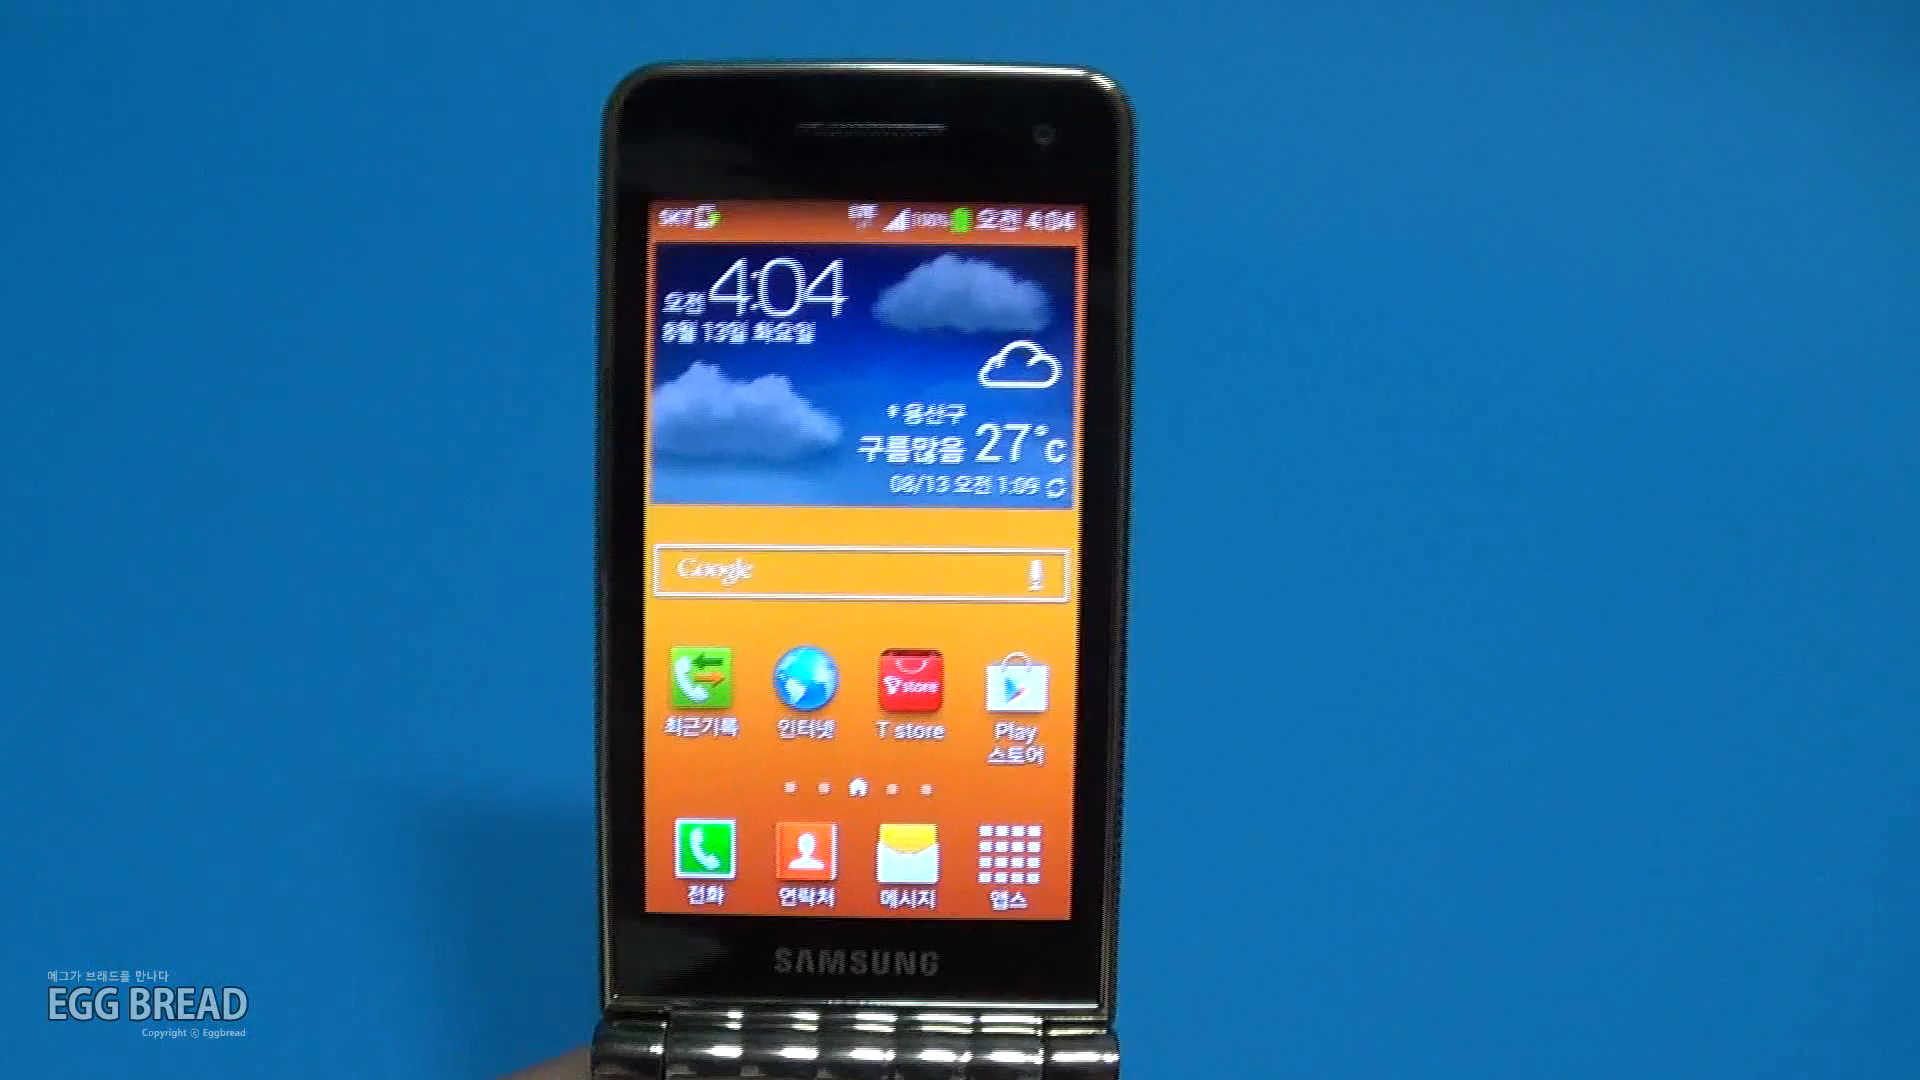 SKT
오전 4:04
오전 4:04
8월 13일 화요일
용산구
구름많음 27°c
08/13 오전 1:09
Google
store
최근기록 인터넷 T store Play 스토어
전화 연락처 메시지 앱스
SAMSUNG
에그가 브래드를 만나다
EGG BREAD
Copyright ⓒ Eggbread